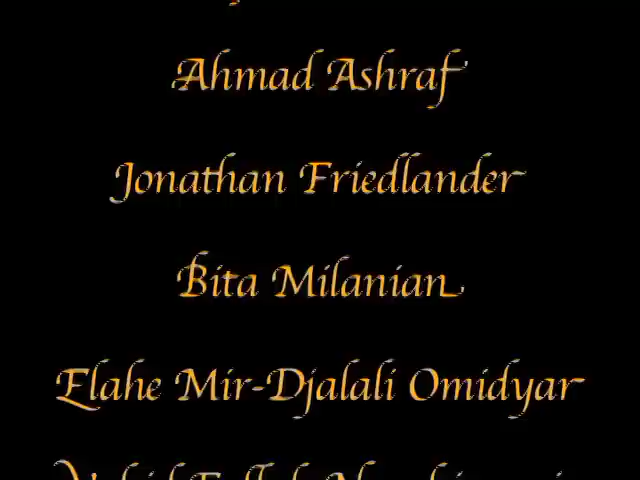 Ahmad Ashraf
Jonathan Friedlander
Bita Milanian
Elahe Mir-Djalali Omidyar